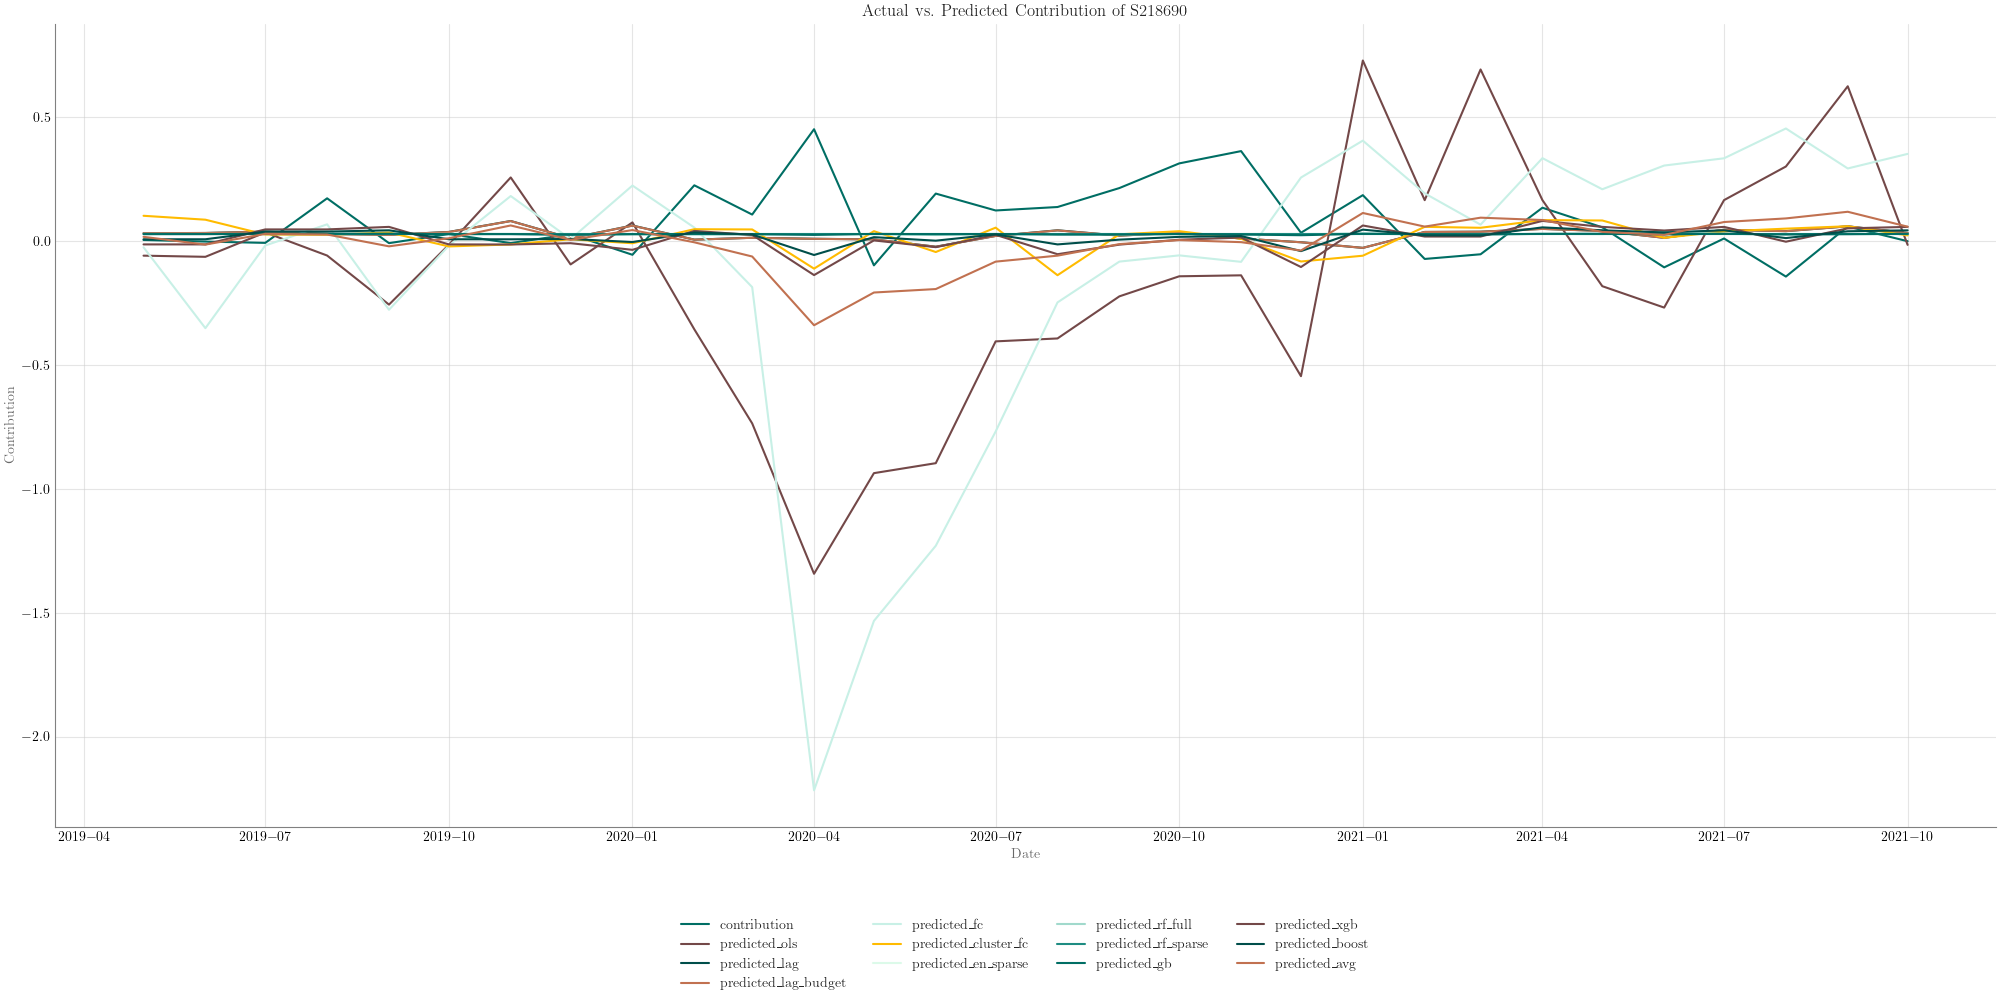 Actual vs. Predicted Contribution of S218690
0.5
0.0
−0.5
−1.0
−1.5
−2.0
Contribution
2019−04 2019−07 2019−10 2020−01 2020−04 2020−07 2020−10 2021−01 2021−04 2021−07 2021−10
Date
contribution predicted_fc predicted_rf_full predicted_xgb
predicted_ols predicted_cluster_fc predicted_rf_sparse predicted_boost
predicted_lag predicted_en_sparse predicted_gb predicted_avg
predicted_lag_budget